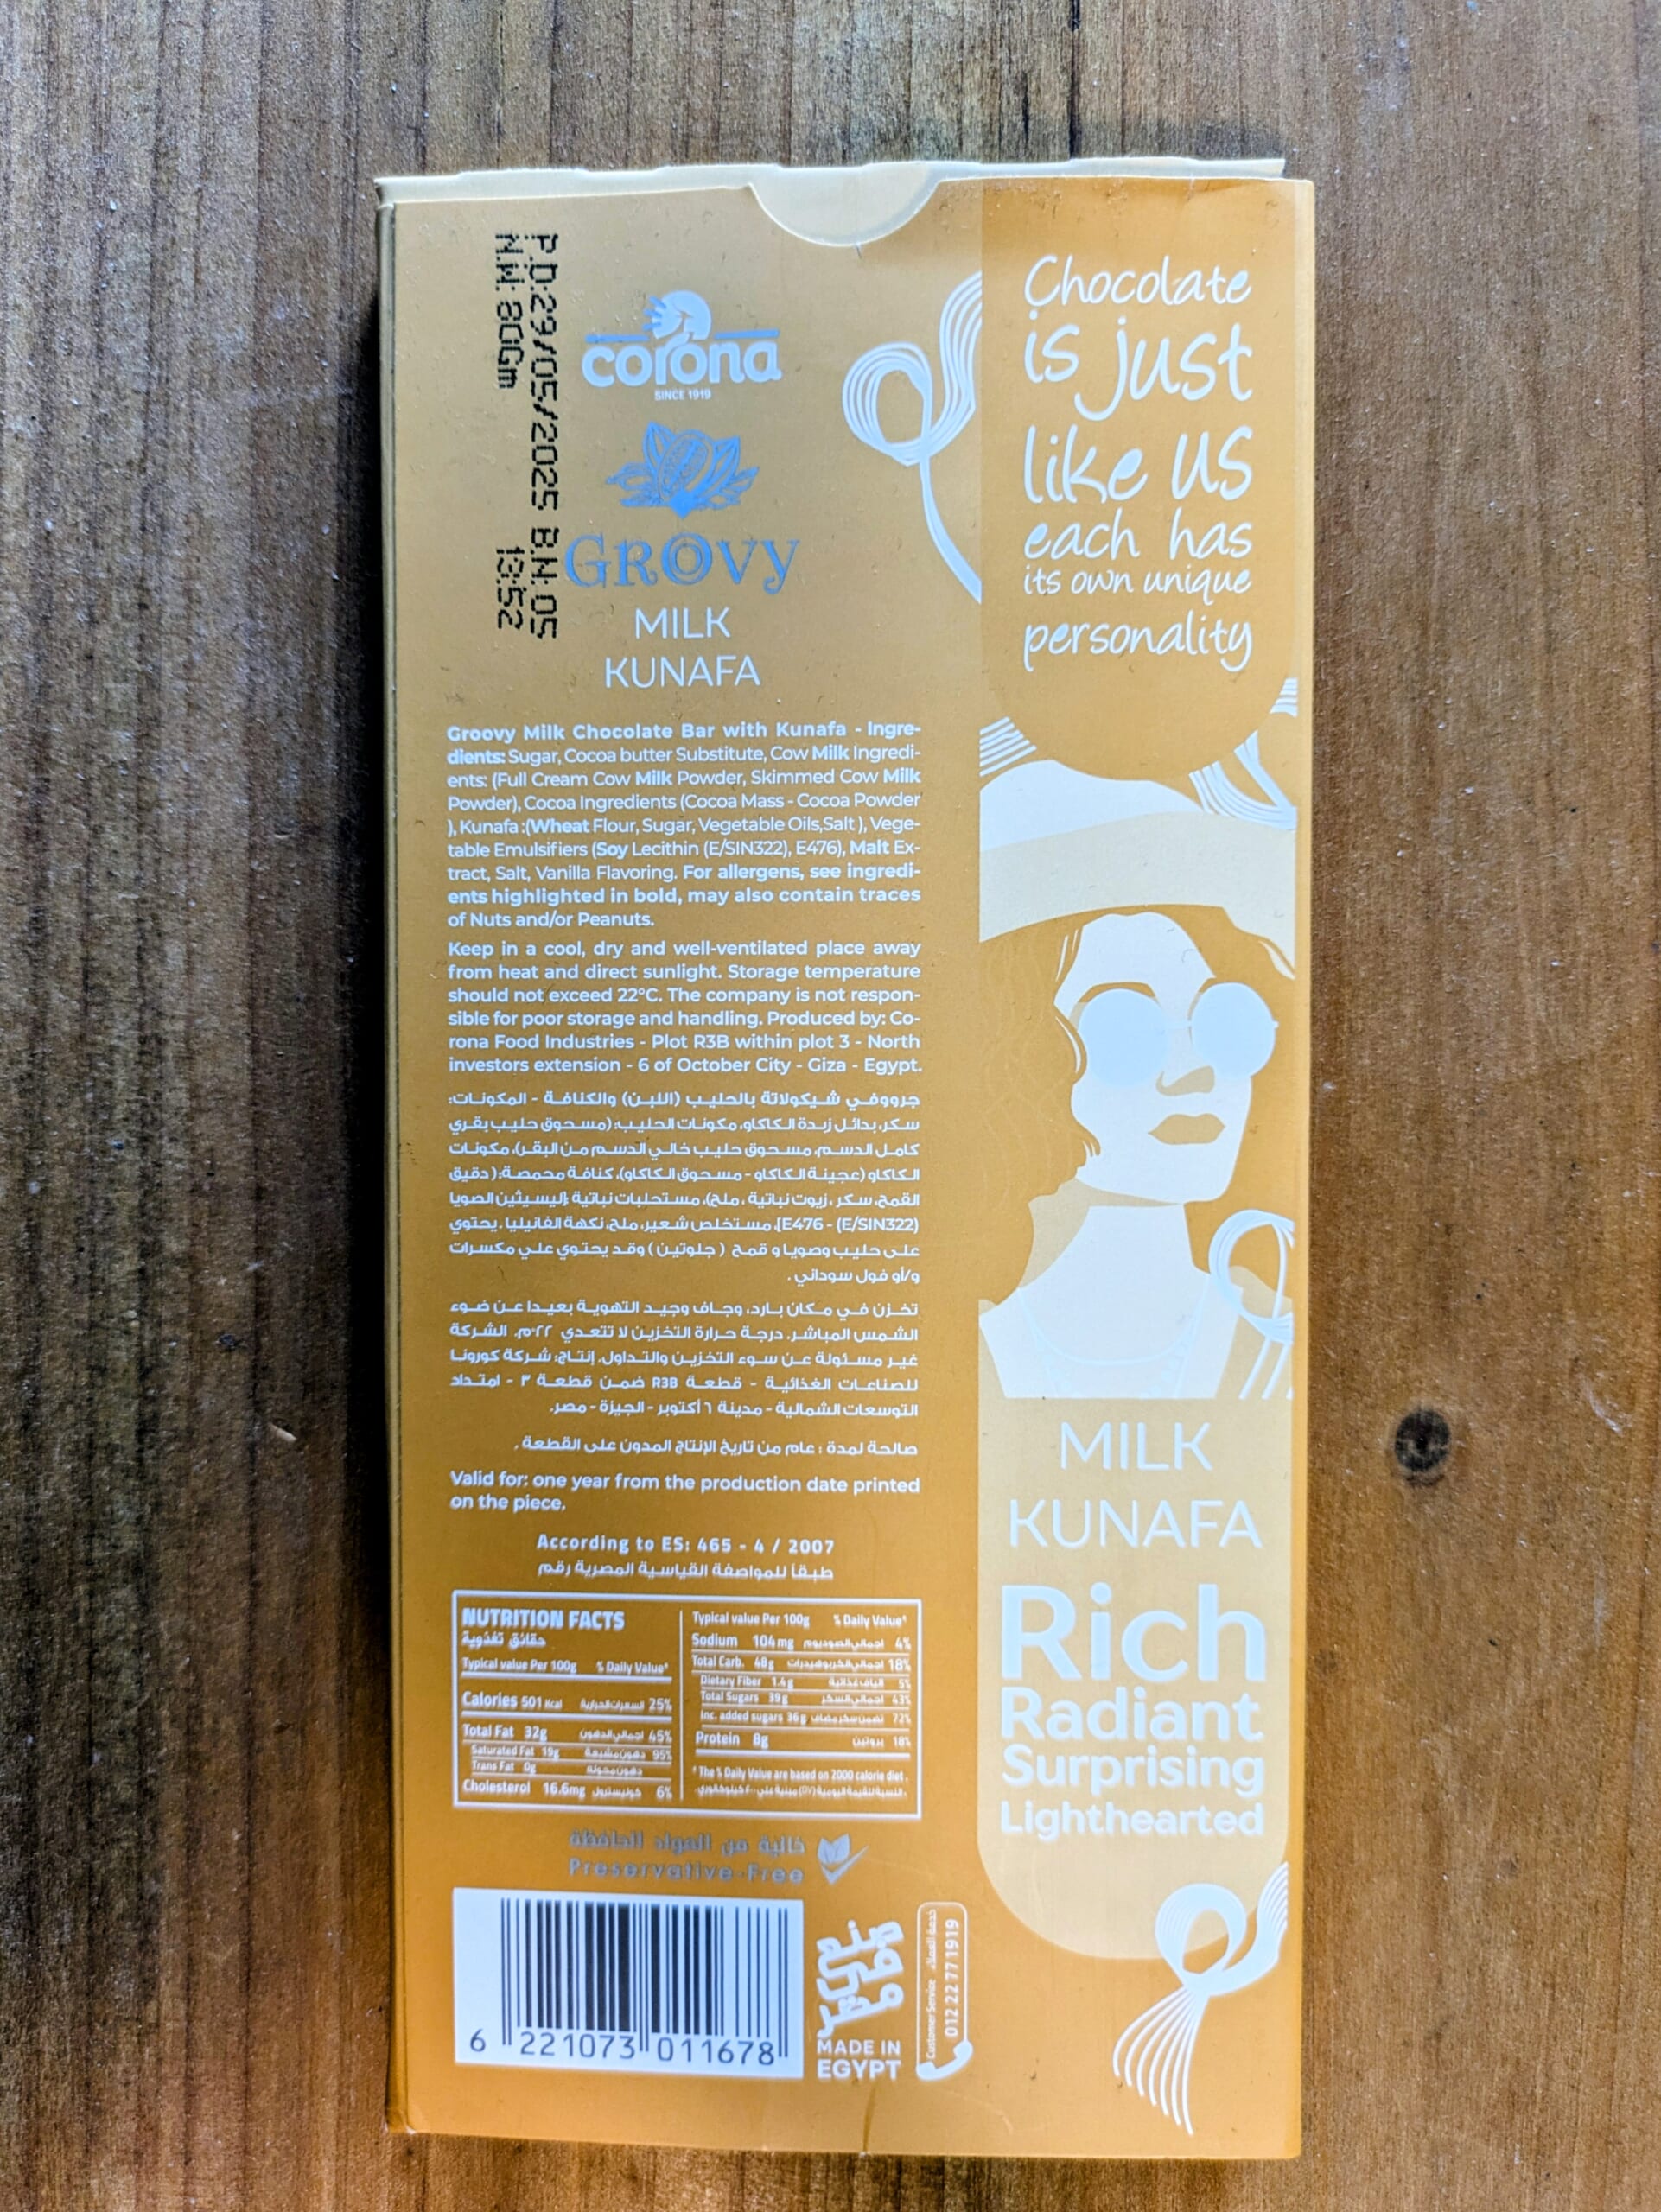 P.D:29/05/2025 B.N:05
N.W: 80Gm 13:52
corona
SINCE 1919
GROVY
MILK
KUNAFA
Groovy Milk Chocolate Bar with Kunafa - Ingre-
dients: Sugar, Cocoa butter Substitute, Cow Milk Ingredi-
ents: (Full Cream Cow Milk Powder, Skimmed Cow Milk
Powder), Cocoa Ingredients (Cocoa Mass - Cocoa Powder
), Kunafa :(Wheat Flour, Sugar, Vegetable Oils,Salt ), Vege-
table Emulsifiers (Soy Lecithin (E/SIN322), E476), Malt Ex-
tract, Salt, Vanilla Flavoring. For allergens, see ingredi-
ents highlighted in bold, may also contain traces
of Nuts and/or Peanuts.
Keep in a cool, dry and well-ventilated place away
from heat and direct sunlight. Storage temperature
should not exceed 22°C. The company is not respon-
sible for poor storage and handling. Produced by: Co-
rona Food Industries - Plot R3B within plot 3 - North
investors extension - 6 of October City - Giza - Egypt.
جرووفي شيكولاتة بالحليب (اللبن) والكنافة - المكونات:
سكر، بدائل زبدة الكاكاو، مكونات الحليب: (مسحوق حليب بقري
كامل الدسم، مسحوق حليب خالي الدسم من البقر)، مكونات
الكاكاو (عجينة الكاكاو - مسحوق الكاكاو)، كنافة محمصة: ( دقيق
القمح، سكر ، زيوت نباتية ، ملح)، مستحلبات نباتية [ليسيثين الصويا
(E/SIN322) - E476]، مستخلص شعير، ملح، نكهة الفانيليا. يحتوي
على حليب وصويا و قمح ( جلوتين ) وقد يحتوي علي مكسرات
و/أو فول سوداني .
تخزن في مكان بارد، وجاف وجيد التهوية بعيدا عن ضوء
الشمس المباشر. درجة حرارة التخزين لا تتعدي ٢٢°م. الشركة
غير مسئولة عن سوء التخزين والتداول. إنتاج: شركة كورونا
للصناعات الغذائية - قطعة R3B ضمن قطعة ٣ - امتداد
التوسعات الشمالية - مدينة ٦ أكتوبر - الجيزة - مصر.
صالحة لمدة : عام من تاريخ الإنتاج المدون على القطعة .
Valid for: one year from the production date printed
on the piece.
According to ES: 465 - 4 / 2007
طبقاً للمواصفة القياسية المصرية رقم
NUTRITION FACTS
حقائق تغذوية
Typical value Per 100g % Daily Value*
Calories 501 Kcal السعرات الحرارية 25%
Total Fat 32g اجمالي الدهون 45%
Saturated Fat 19g دهون مشبعة 95%
Trans Fat 0g دهون محولة
Cholesterol 16.6mg كوليسترول 6%
Typical value Per 100g % Daily Value*
Sodium 104mg اجمالي الصوديوم 4%
Total Carb. 48g اجمالي الكربوهيدرات 18%
Dietary Fiber 1.4g الياف غذائية 5%
Total Sugars 39g اجمالي السكر 43%
Inc. added sugars 36g تضمن سكر مضاف 72%
Protein 8g بروتين 18%
* The % Daily Value are based on 2000 calorie diet .
خالية من المواد الحافظة
Preservative-Free
6 221073 011678
صنع في مصر
MADE IN
EGYPT
Customer Service خدمة العملاء
012 22 77 1919
Chocolate
is just
like us
each has
its own unique
personality
MILK
KUNAFA
Rich
Radiant
Surprising
Lighthearted